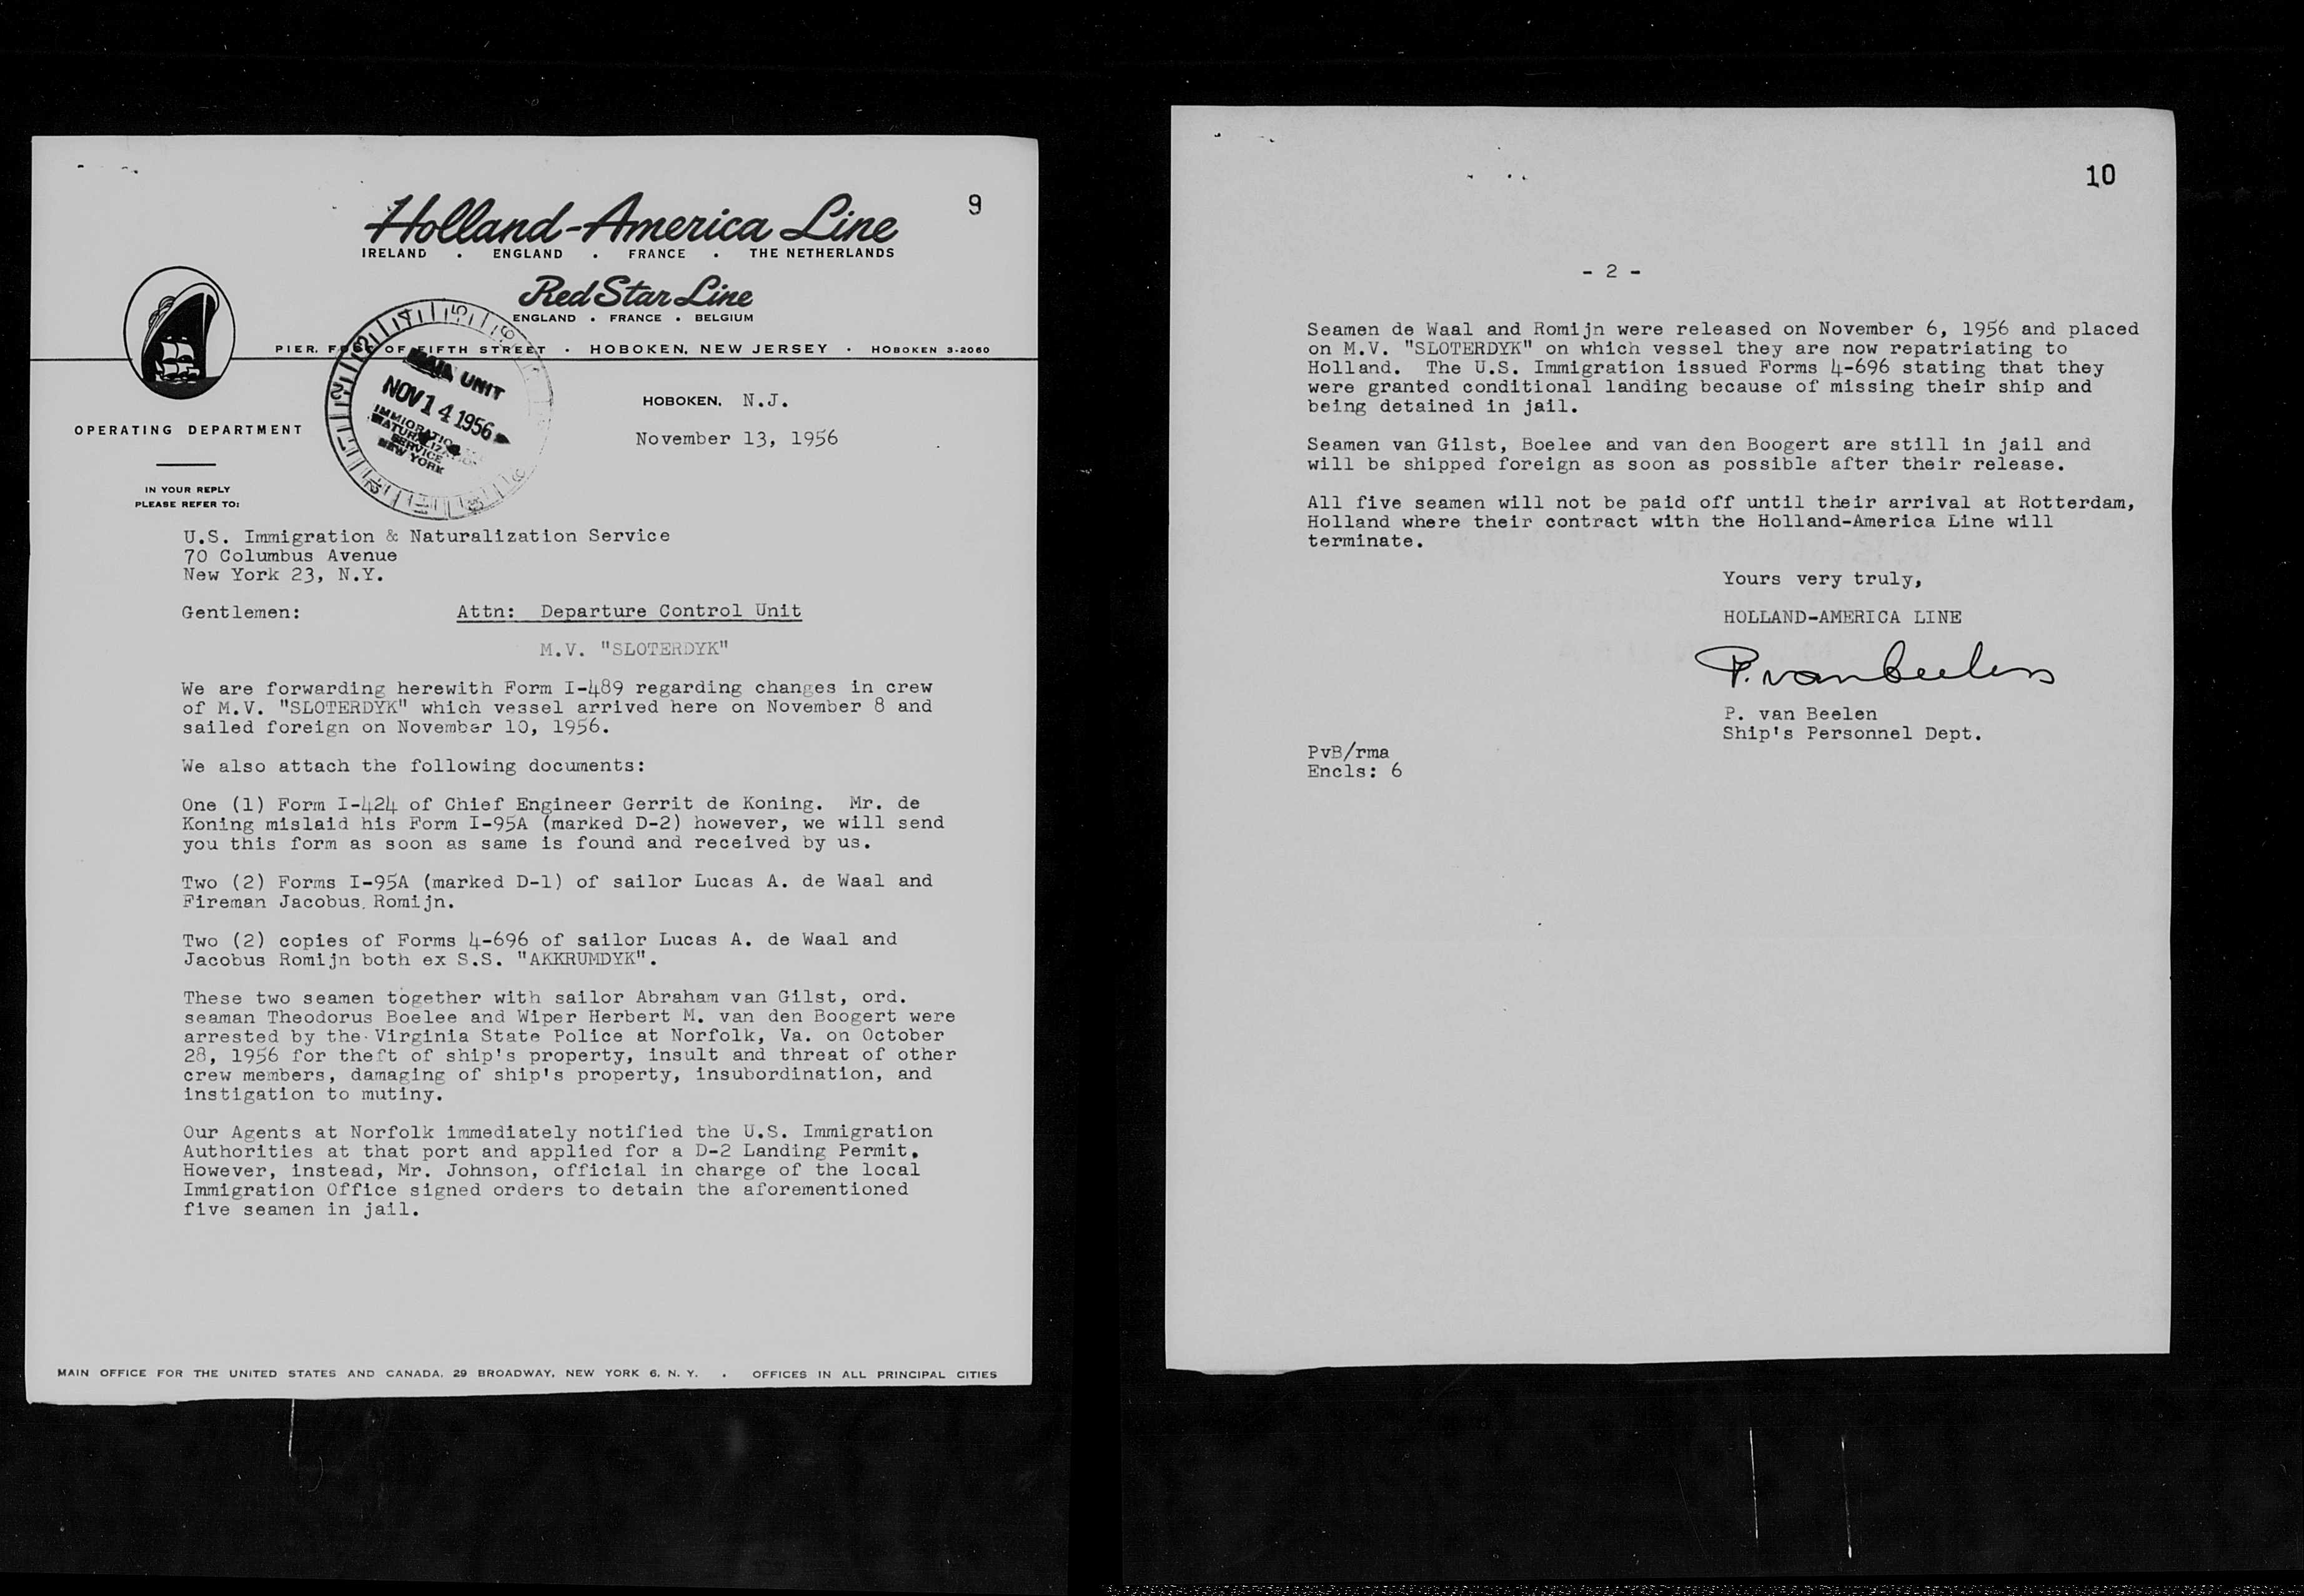 9
Holland-America Line
IRELAND . ENGLAND . FRANCE . THE NETHERLANDS
Red Star Line
ENGLAND . FRANCE . BELGIUM
PIER, FOOT OF FIFTH STREET · HOBOKEN, NEW JERSEY · HOBOKEN 3-2060
MAIL UNIT
NOV 14 1956
IMMIGRATION
NATURALIZATION
SERVICE
NEW YORK
OPERATING DEPARTMENT
IN YOUR REPLY
PLEASE REFER TO:
HOBOKEN, N.J.
November 13, 1956
U.S. Immigration & Naturalization Service
70 Columbus Avenue
New York 23, N.Y.
Gentlemen: Attn: Departure Control Unit
M.V. "SLOTERDYK"
We are forwarding herewith Form I-489 regarding changes in crew
of M.V. "SLOTERDYK" which vessel arrived here on November 8 and
sailed foreign on November 10, 1956.
We also attach the following documents:
One (1) Form I-424 of Chief Engineer Gerrit de Koning. Mr. de
Koning mislaid his Form I-95A (marked D-2) however, we will send
you this form as soon as same is found and received by us.
Two (2) Forms I-95A (marked D-1) of sailor Lucas A. de Waal and
Fireman Jacobus Romijn.
Two (2) copies of Forms 4-696 of sailor Lucas A. de Waal and
Jacobus Romijn both ex S.S. "AKKRUMDYK".
These two seamen together with sailor Abraham van Gilst, ord.
seaman Theodorus Boelee and Wiper Herbert M. van den Boogert were
arrested by the Virginia State Police at Norfolk, Va. on October
28, 1956 for theft of ship's property, insult and threat of other
crew members, damaging of ship's property, insubordination, and
instigation to mutiny.
Our Agents at Norfolk immediately notified the U.S. Immigration
Authorities at that port and applied for a D-2 Landing Permit.
However, instead, Mr. Johnson, official in charge of the local
Immigration Office signed orders to detain the aforementioned
five seamen in jail.
MAIN OFFICE FOR THE UNITED STATES AND CANADA, 29 BROADWAY, NEW YORK 6, N. Y. . OFFICES IN ALL PRINCIPAL CITIES
10
- 2 -
Seamen de Waal and Romijn were released on November 6, 1956 and placed
on M.V. "SLOTERDYK" on which vessel they are now repatriating to
Holland. The U.S. Immigration issued Forms 4-696 stating that they
were granted conditional landing because of missing their ship and
being detained in jail.
Seamen van Gilst, Boelee and van den Boogert are still in jail and
will be shipped foreign as soon as possible after their release.
All five seamen will not be paid off until their arrival at Rotterdam,
Holland where their contract with the Holland-America Line will
terminate.
Yours very truly,
HOLLAND-AMERICA LINE
P. van Beelen
P. van Beelen
Ship's Personnel Dept.
PvB/rma
Encls: 6